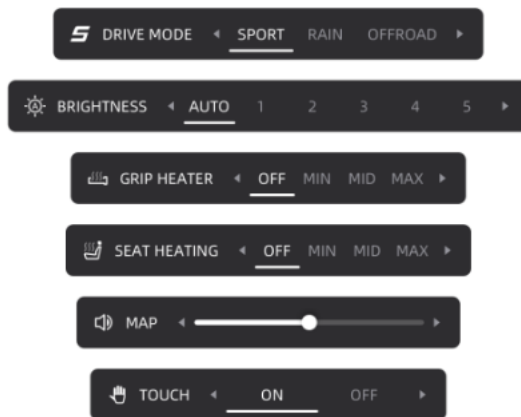 DRIVE MODE SPORT RAIN OFFROAD
BRIGHTNESS AUTO 1 2 3 4 5
GRIP HEATER OFF MIN MID MAX
SEAT HEATING OFF MIN MID MAX
MAP
TOUCH ON OFF